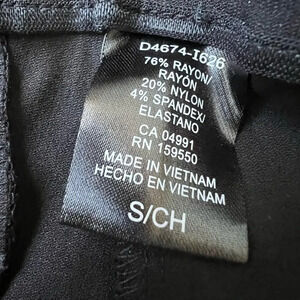 D4674-I626
76% RAYON/
RAYON
20% NYLON
4% SPANDEX/
ELASTANO
CA 04991
RN 159550
MADE IN VIETNAM
HECHO EN VIETNAM
S/CH